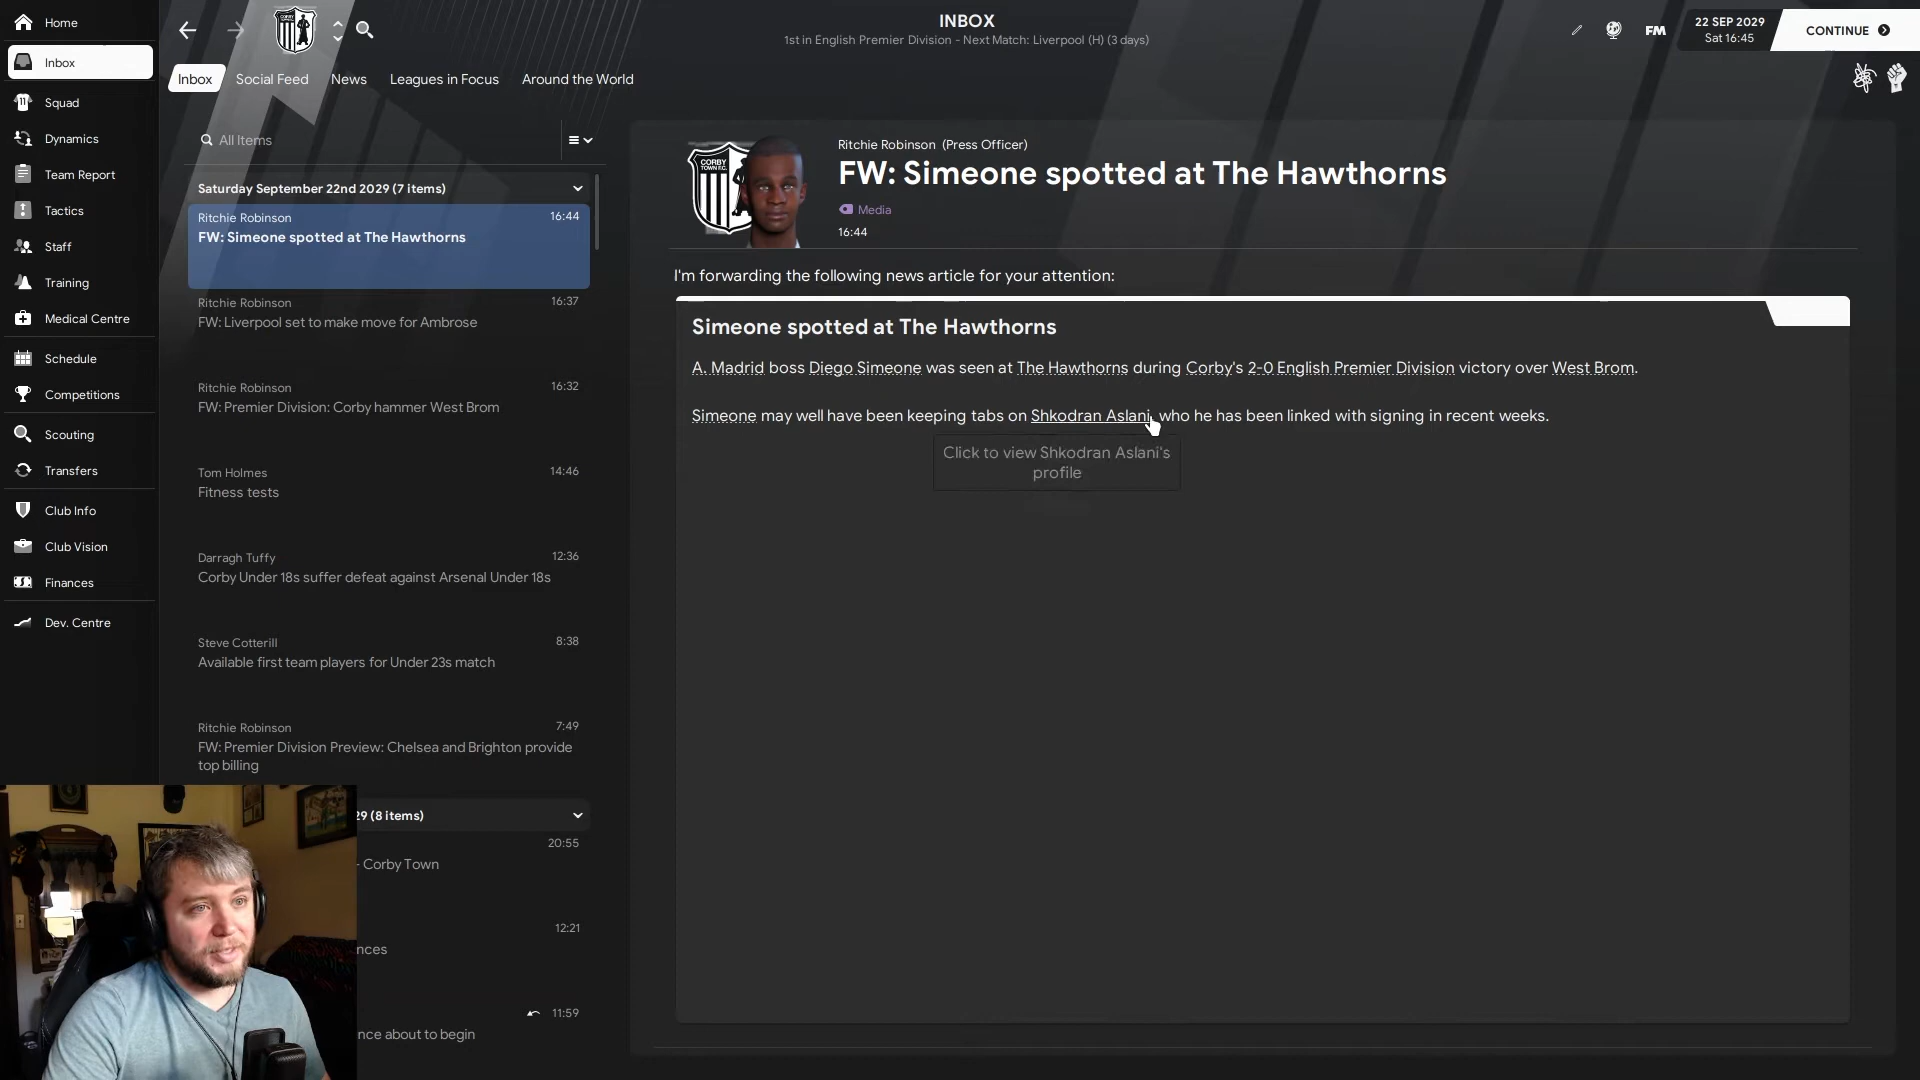 Home
Inbox
Squad
Dynamics
Team Report
Tactics
Staff
Training
Medical Centre
Schedule
Competitions
Scouting
Transfers
Club Info
Club Vision
Finances
Dev. Centre
CORBY
INBOX
1st in English Premier Division - Next Match: Liverpool (H) (3 days)
FM
22 SEP 2029
Sat 16:45
CONTINUE
Inbox Social Feed News Leagues in Focus Around the World
All Items
Saturday September 22nd 2029 (7 items)
Ritchie Robinson 16:44
FW: Simeone spotted at The Hawthorns
Ritchie Robinson 16:37
FW: Liverpool set to make move for Ambrose
Ritchie Robinson 16:32
FW: Premier Division: Corby hammer West Brom
Tom Holmes 14:46
Fitness tests
Darragh Tuffy 12:36
Corby Under 18s suffer defeat against Arsenal Under 18s
Steve Cotterill 8:38
Available first team players for Under 23s match
Ritchie Robinson 7:49
FW: Premier Division Preview: Chelsea and Brighton provide
top billing
29 (8 items)
20:55
- Corby Town
12:21
nces
11:59
nce about to begin
CORBY
TOWN F.C.
Ritchie Robinson (Press Officer)
FW: Simeone spotted at The Hawthorns
Media
16:44
I'm forwarding the following news article for your attention:
Simeone spotted at The Hawthorns
A. Madrid boss Diego Simeone was seen at The Hawthorns during Corby's 2-0 English Premier Division victory over West Brom.
Simeone may well have been keeping tabs on Shkodran Aslani, who he has been linked with signing in recent weeks.
Click to view Shkodran Aslani's
profile